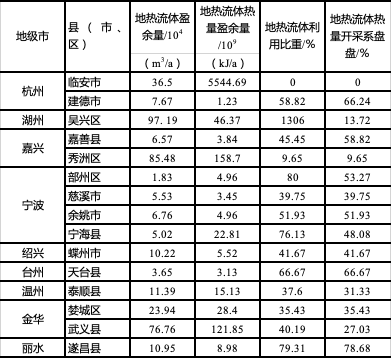 地级市 县（市、区） 地热流体盈余量/10⁴（m³/a） 地热流体热量盈余量/10⁹（kJ/a） 地热流体利用比重/% 地热流体热量开采系盘盘/%
杭州 临安市 36.5 5544.69 0 0
建德市 7.67 1.23 58.82 66.24
湖州 吴兴区 97.19 46.37 1306 13.72
嘉兴 嘉善县 6.57 3.84 45.45 58.82
秀洲区 85.48 158.7 9.65 9.65
宁波 部州区 1.83 4.96 80 53.27
慈溪市 5.53 3.45 39.75 39.75
余姚市 6.76 4.96 51.93 51.93
宁海县 5.02 22.81 76.13 48.08
绍兴 蝶州市 10.22 5.52 41.67 41.67
台州 天台县 3.65 3.13 66.67 66.67
温州 泰顺县 11.39 15.13 37.6 31.33
金华 婺城区 23.94 28.4 35.43 35.43
武义县 76.76 121.85 40.19 27.03
丽水 遂昌县 10.95 8.98 79.31 78.68